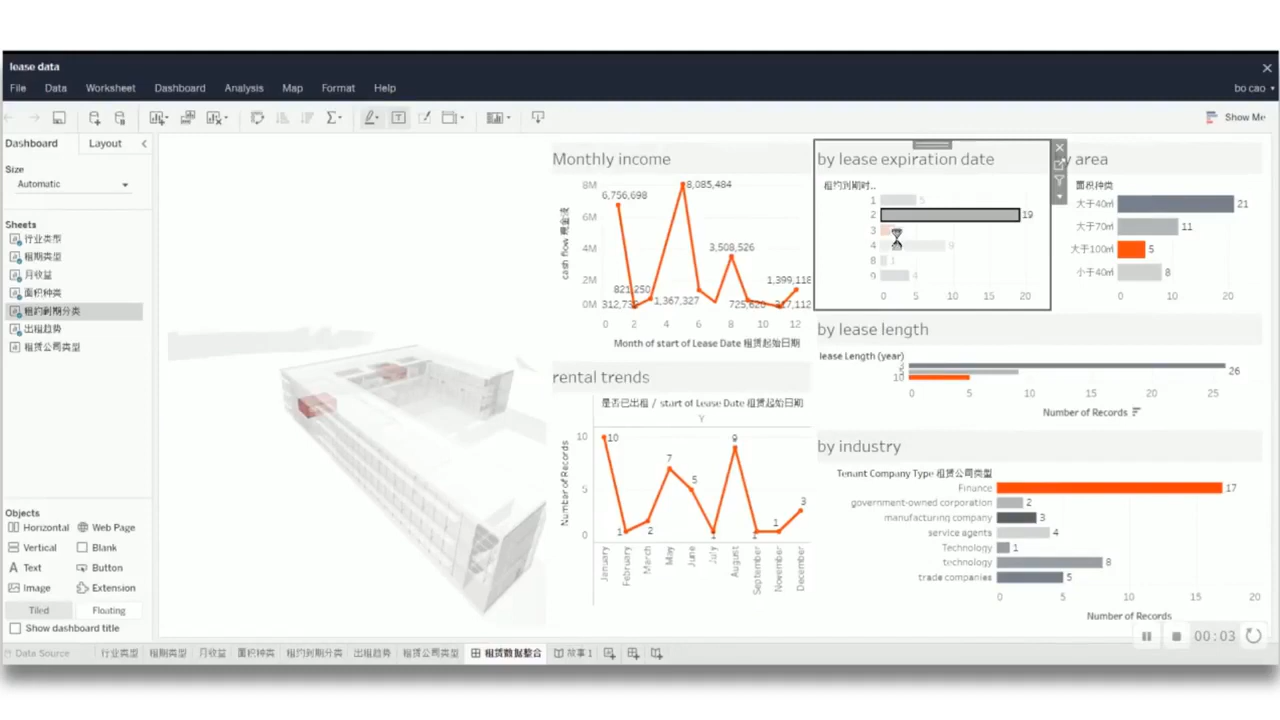 lease data
File Data Worksheet Dashboard Analysis Map Format Help
bo cao
Show Me
Dashboard Layout
Size
Automatic
Sheets
行业类型
租期类型
月收益
面积种类
租约到期分类
出租趋势
租赁公司类型
Objects
Horizontal Web Page
Vertical Blank
Text Button
Image Extension
Tiled Floating
Show dashboard title
Monthly income
cash flow 现金流
8M
6M
4M
2M
0M
6,756,698
8,085,484
3,508,526
821,250
1,367,327
725,620
1,399,118
0 2 4 6 8 10 12
Month of start of Lease Date 租赁起始日期
rental trends
是否已出租 / start of Lease Date 租赁起始日期
Y
Number of Records
10
5
0
10
1
2
7
5
1
9
1
1
3
January
February
March
May
June
July
August
September
November
December
by lease expiration date
租约到期时..
1 5
2 19
3
4 9
8 1
9 4
0 5 10 15 20
area
面积种类
大于40㎡ 21
大于70㎡ 11
大于100㎡ 5
小于40㎡ 8
0 10 20
by lease length
lease Length (year)
10
26
0 5 10 15 20 25
Number of Records
by industry
Tenant Company Type 租赁公司类型
Finance 17
government-owned corporation 2
manufacturing company 3
service agents 4
Technology 1
technology 8
trade companies 5
0 5 10 15 20
Number of Records
00:03
Data Source 行业类型 租期类型 月收益 面积种类 租约到期分类 出租趋势 租赁公司类型 租赁数据整合 故事 1